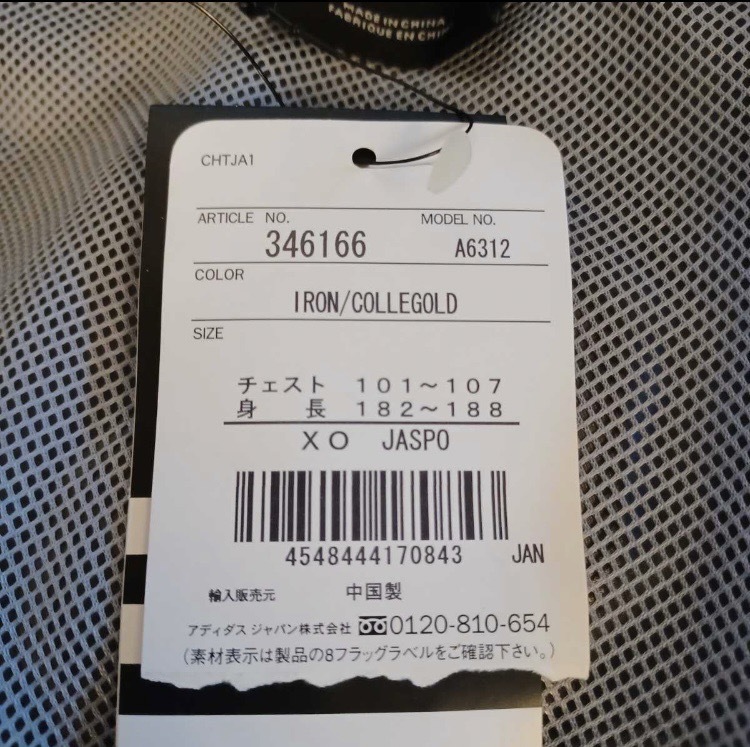 MADE IN CHINA
FABRIQUÉ EN CHINE
CHTJA1
ARTICLE NO. MODEL NO.
346166 A6312
COLOR
IRON/COLLEGOLD
SIZE
チェスト 101～107
身 長 182～188
XO JASPO
4548444170843 JAN
輸入販売元 中国製
アディダス ジャパン株式会社 0120-810-654
(素材表示は製品の8フラッグラベルをご確認下さい。)